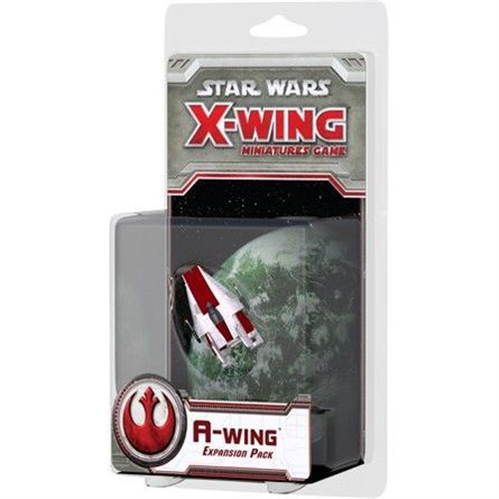 STAR WARS
X-WING
MINIATURES GAME
A-WING
EXPANSION PACK